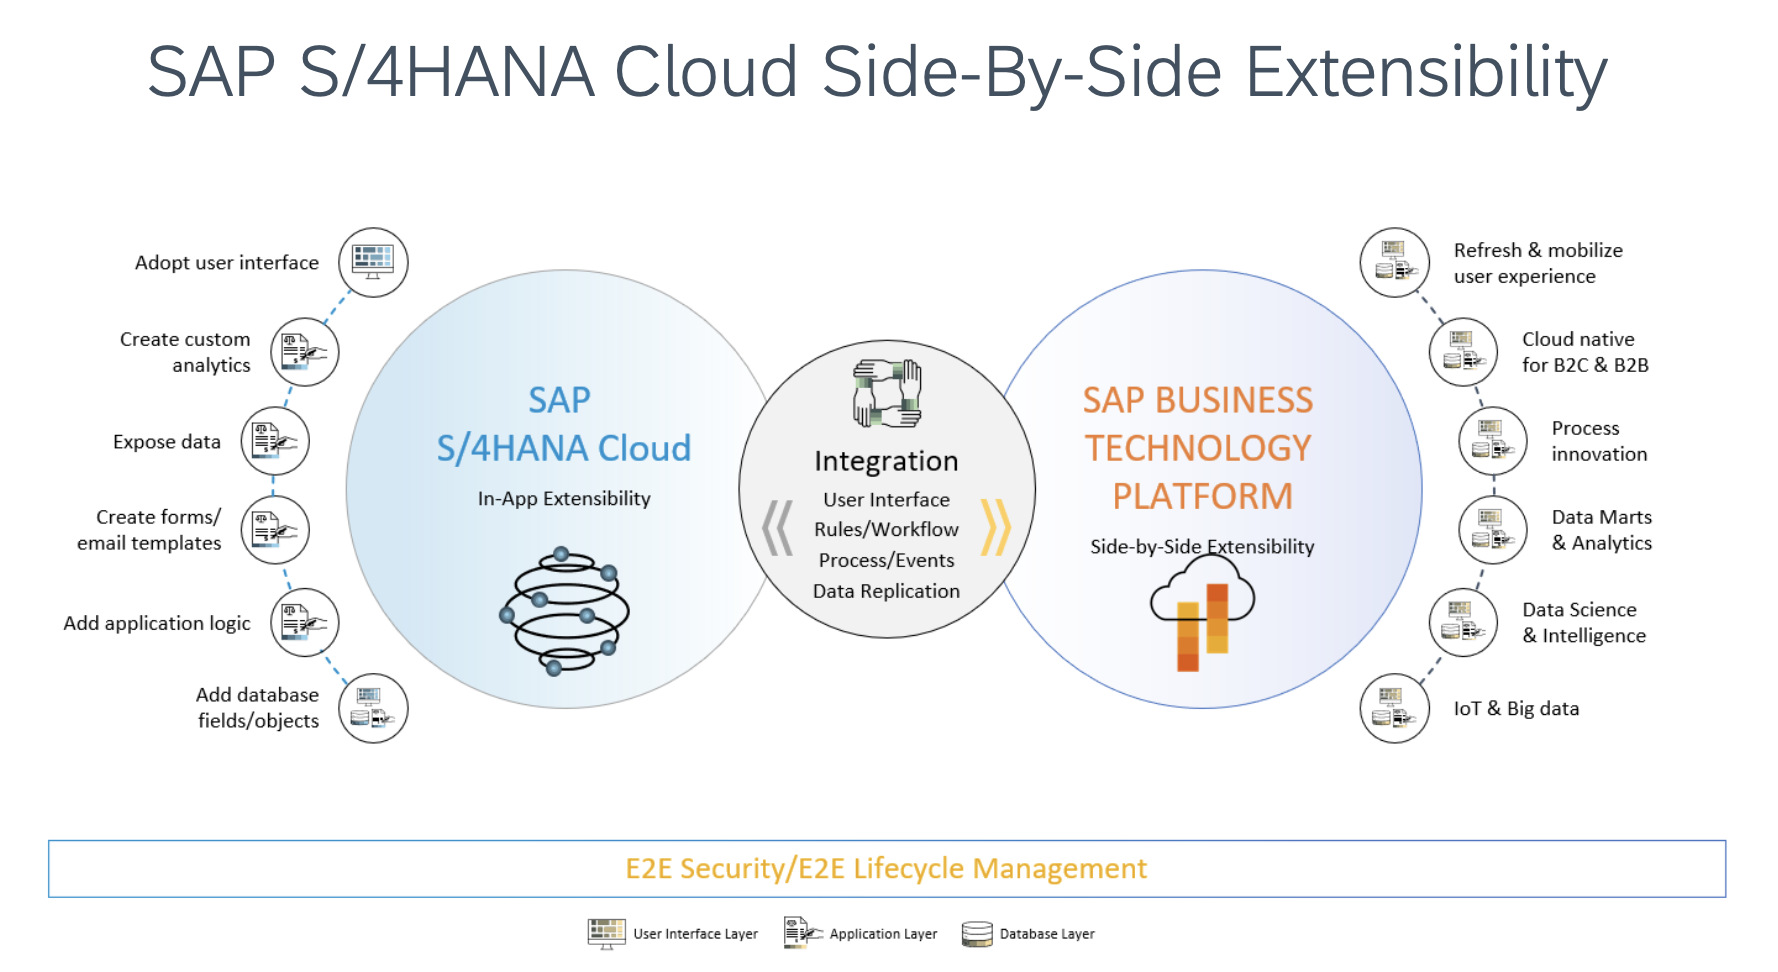 SAP S/4HANA Cloud Side-By-Side Extensibility
Adopt user interface
Create custom
analytics
Expose data
Create forms/
email templates
Add application logic
Add database
fields/objects
SAP
S/4HANA Cloud
In-App Extensibility
Integration
User Interface
Rules/Workflow
Process/Events
Data Replication
SAP BUSINESS
TECHNOLOGY
PLATFORM
Side-by-Side Extensibility
Refresh & mobilize
user experience
Cloud native
for B2C & B2B
Process
innovation
Data Marts
& Analytics
Data Science
& Intelligence
IoT & Big data
E2E Security/E2E Lifecycle Management
User Interface Layer
Application Layer
Database Layer